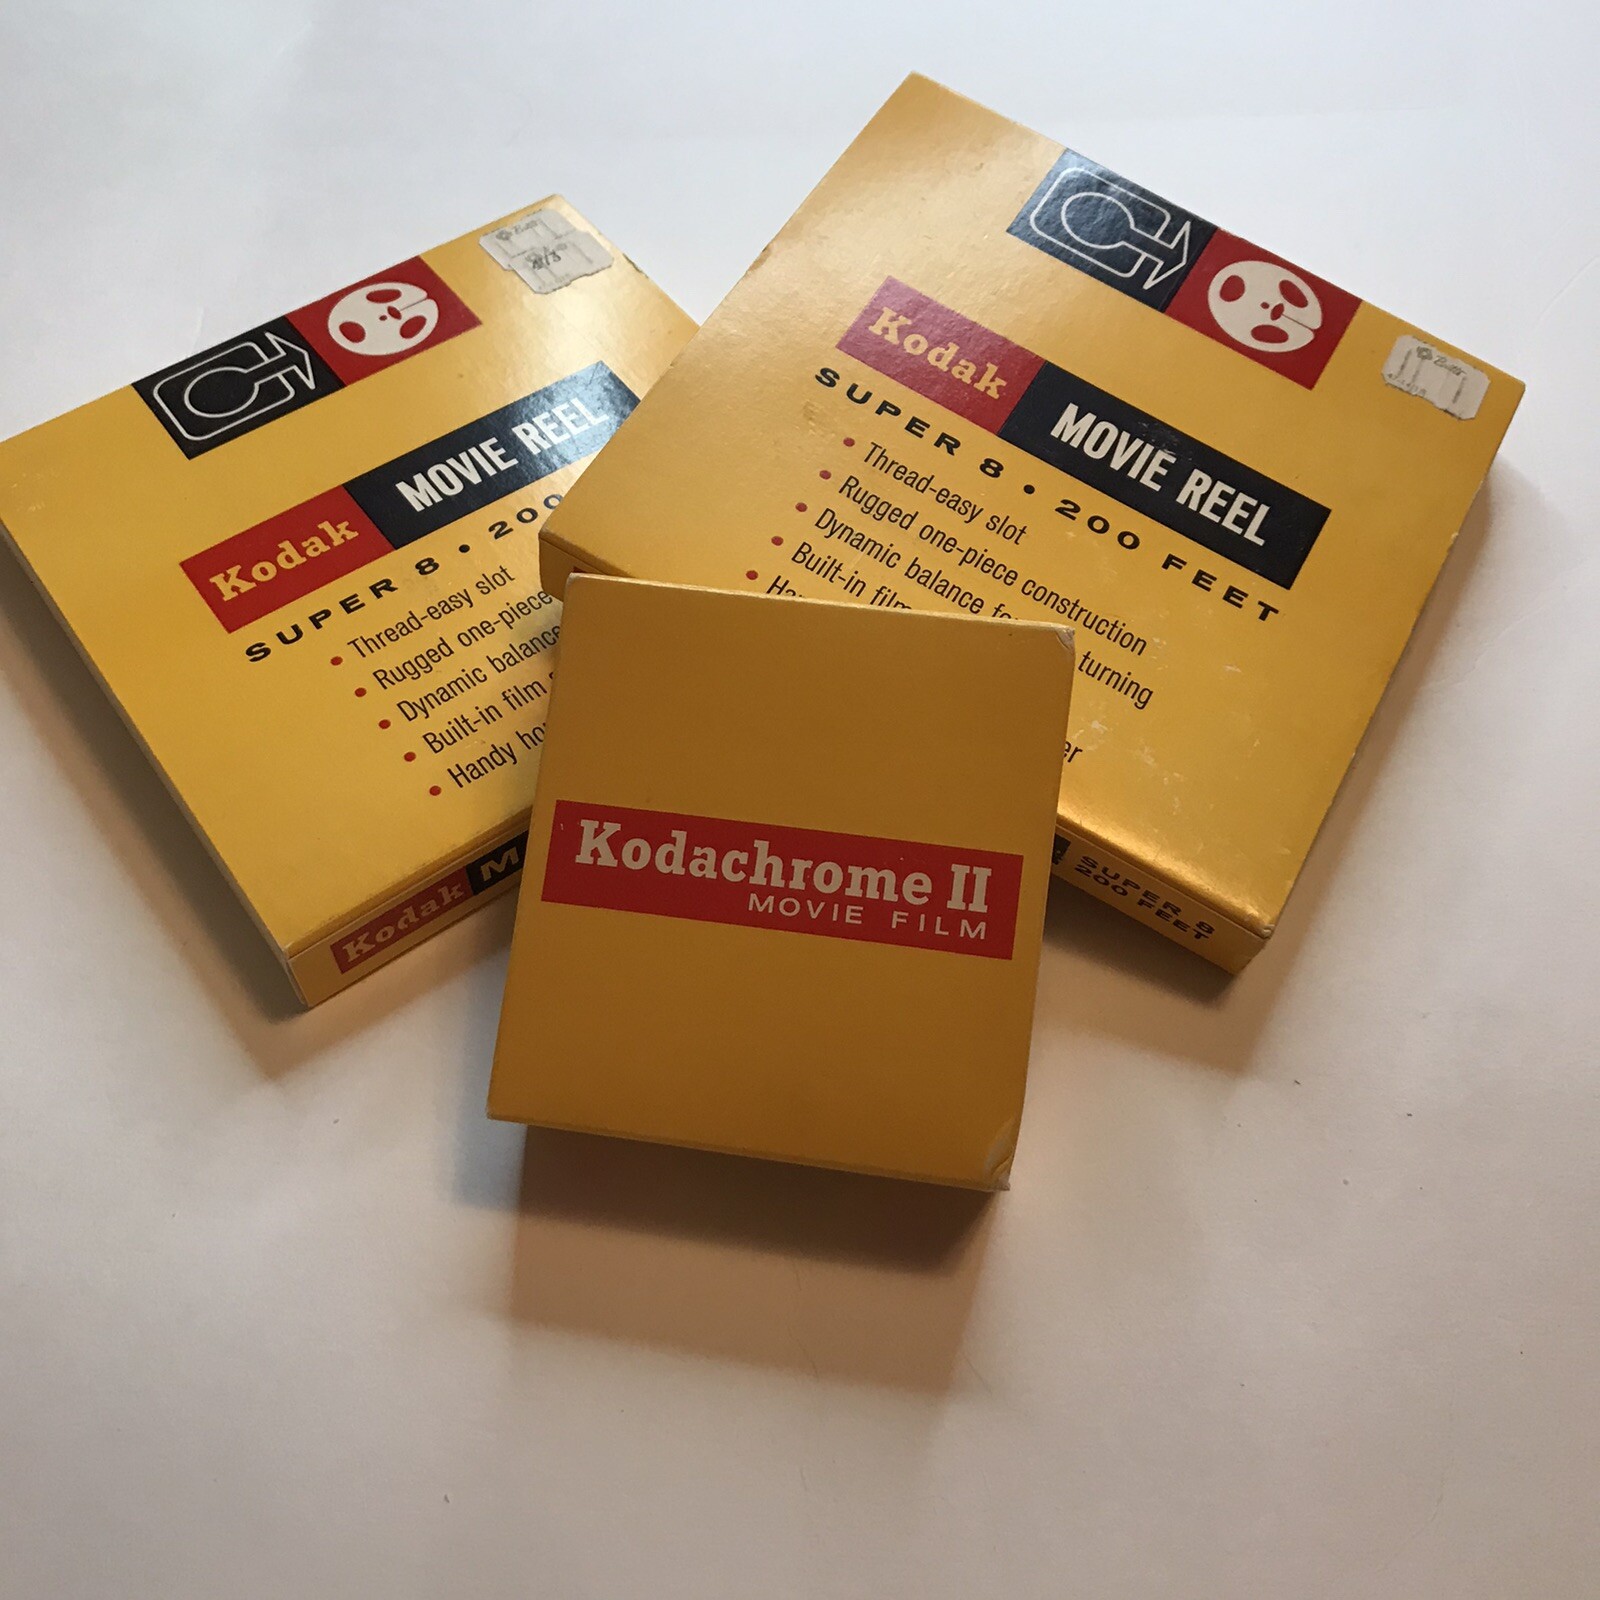 Kodak MOVIE REEL
SUPER 8 • 200
• Thread-easy slot
• Rugged one-piece
• Dynamic balance
• Built-in film
• Handy
Kodak
Kodak MOVIE REEL
SUPER 8 • 200 FEET
• Thread-easy slot
• Rugged one-piece construction
• Dynamic balance turning
• Built-in film
•
SUPER 8
200 FEET
Kodachrome II
MOVIE FILM